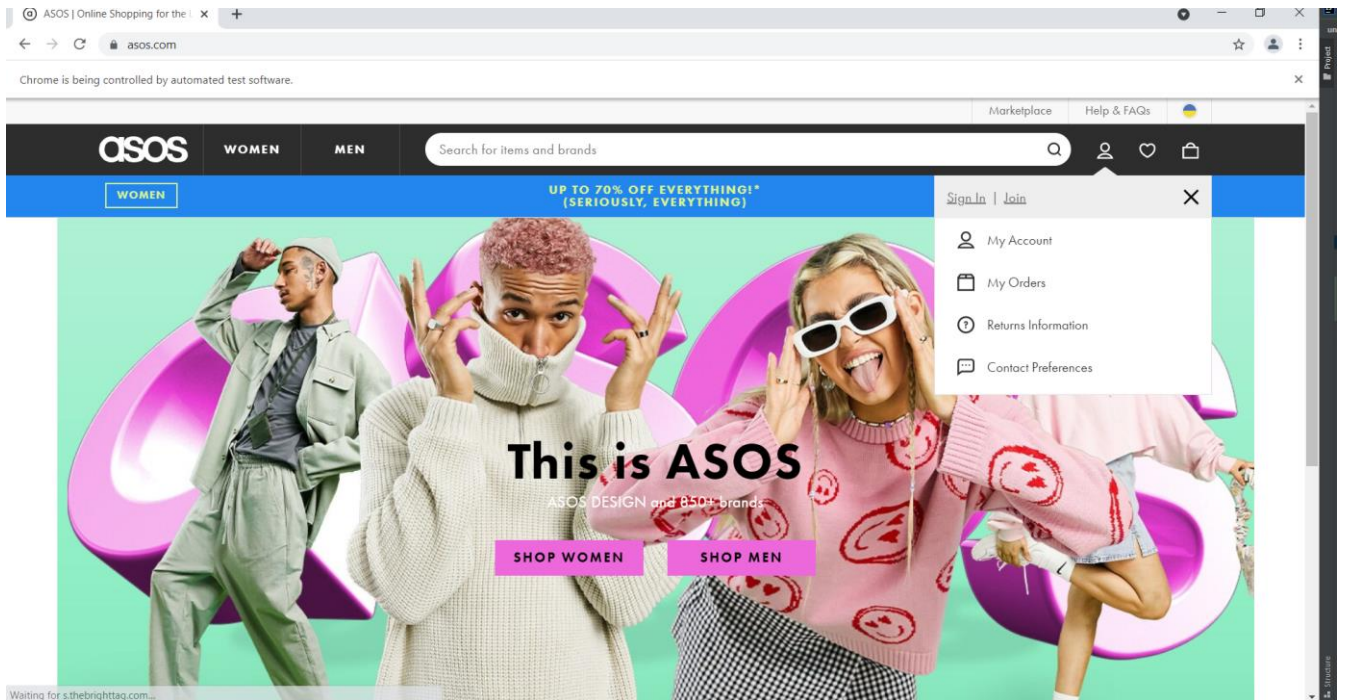 ASOS | Online Shopping for the
asos.com
Chrome is being controlled by automated test software.
Marketplace Help & FAQs
asos WOMEN MEN Search for items and brands
WOMEN
UP TO 70% OFF EVERYTHING!*
(SERIOUSLY, EVERYTHING)
Sign In | Join
My Account
My Orders
Returns Information
Contact Preferences
This is ASOS
ASOS DESIGN and 850+ brands
SHOP WOMEN SHOP MEN
Waiting for s.thebrighttag.com...
un
Project
Structure